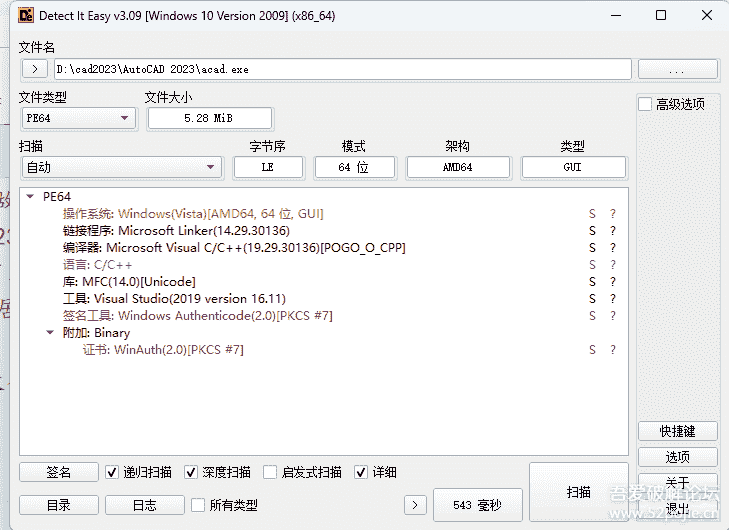 Detect It Easy v3.09 [Windows 10 Version 2009] (x86_64)
文件名
> D:\cad2023\AutoCAD 2023\acad.exe ...
文件类型 文件大小 高级选项
PE64 5.28 MiB
扫描 字节序 模式 架构 类型
自动 LE 64 位 AMD64 GUI
PE64
操作系统: Windows(Vista)[AMD64, 64 位, GUI] S ?
链接程序: Microsoft Linker(14.29.30136) S ?
编译器: Microsoft Visual C/C++(19.29.30136)[POGO_O_CPP] S ?
语言: C/C++ S ?
库: MFC(14.0)[Unicode] S ?
工具: Visual Studio(2019 version 16.11) S ?
签名工具: Windows Authenticode(2.0)[PKCS #7] S ?
附加: Binary
证书: WinAuth(2.0)[PKCS #7] S ?
快捷键
选项
签名 递归扫描 深度扫描 启发式扫描 详细 扫描 关于
目录 日志 所有类型 > 543 毫秒 退出
吾爱破解论坛
www.52pojie.cn